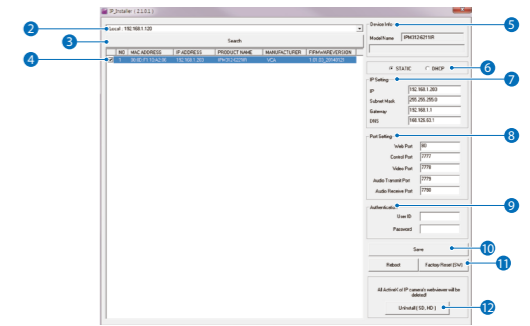 IP_Installer ( 2.1.0.1 )
2
Local : 192.168.1.120
3
Search
4
NO MAC ADDRESS IP ADDRESS PRODUCT NAME MANUFACTURER FIRMWAREVERSION
1 192.168.1.203 VCA
Device Info
5
Model Name
STATIC DHCP
6
IP Setting
7
IP 192.168.1.203
Subnet Mask 255.255.255.0
Gateway 192.168.1.1
DNS 168.126.63.1
Port Setting
8
Web Port 80
Control Port 7777
Video Port 7778
Audio Transmit Port 7779
Audio Receive Port
Authentication
9
User ID
Password
Save
10
Reboot Factory Reset (SW)
11
All ActiveX of IP camera's webviewer will be
deleted!
Uninstall ( SD, HD )
12